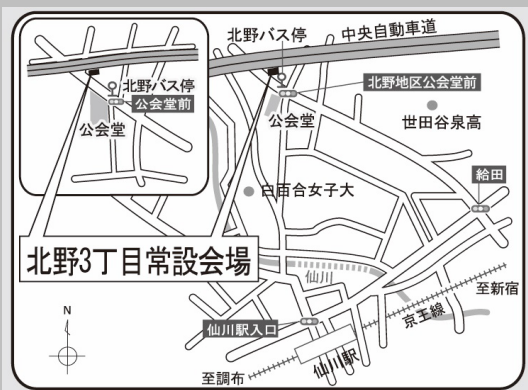 北野バス停
中央自動車道
北野バス停
公会堂前
公会堂
北野地区公会堂前
公会堂
世田谷泉高
給田
白百合女子大
北野3丁目常設会場
仙川
至新宿
京王線
仙川駅入口
仙川駅
至調布
N